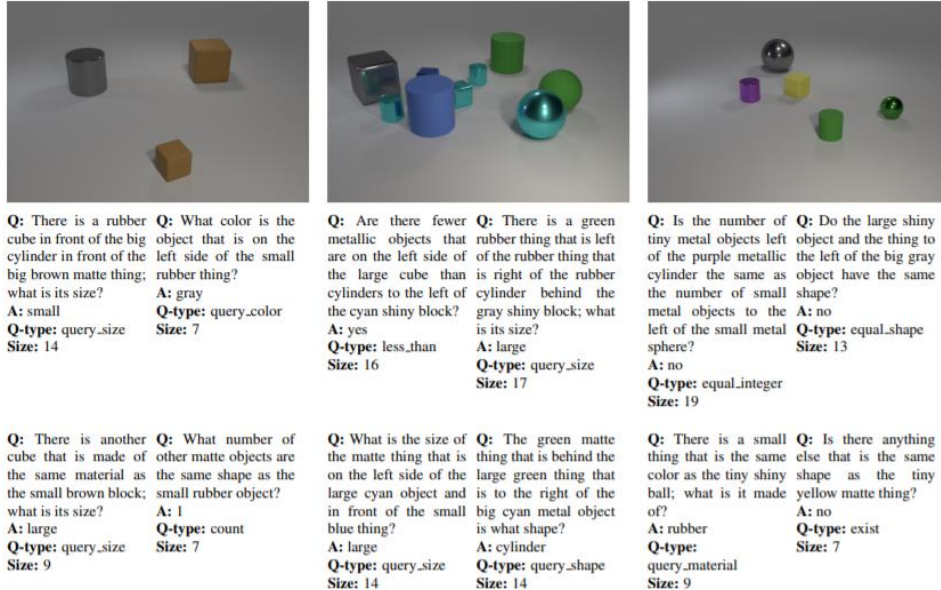 Q: There is a rubber
cube in front of the big
cylinder in front of the
big brown matte thing;
what is its size?
A: small
Q-type: query_size
Size: 14
Q: What color is the
object that is on the
left side of the small
rubber thing?
A: gray
Q-type: query_color
Size: 7
Q: Are there fewer
metallic objects that
are on the left side of
the large cube than
cylinders to the left of
the cyan shiny block?
A: yes
Q-type: less_than
Size: 16
Q: There is a green
rubber thing that is left
of the rubber thing that
is right of the rubber
cylinder behind the
gray shiny block; what
is its size?
A: large
Q-type: query_size
Size: 17
Q: Is the number of
tiny metal objects left
of the purple metallic
cylinder the same as
the number of small
metal objects to the
left of the small metal
sphere?
A: no
Q-type: equal_integer
Size: 19
Q: Do the large shiny
object and the thing to
the left of the big gray
object have the same
shape?
A: no
Q-type: equal_shape
Size: 13
Q: There is another
cube that is made of
the same material as
the small brown block;
what is its size?
A: large
Q-type: query_size
Size: 9
Q: What number of
other matte objects are
the same shape as the
small rubber object?
A: 1
Q-type: count
Size: 7
Q: What is the size of
the matte thing that is
on the left side of the
large cyan object and
in front of the small
blue thing?
A: large
Q-type: query_size
Size: 14
Q: The green matte
thing that is behind the
large green thing that
is to the right of the
big cyan metal object
is what shape?
A: cylinder
Q-type: query_shape
Size: 14
Q: There is a small
thing that is the same
color as the tiny shiny
ball; what is it made
of?
A: rubber
Q-type:
query_material
Size: 9
Q: Is there anything
else that is the same
shape as the tiny
yellow matte thing?
A: no
Q-type: exist
Size: 7